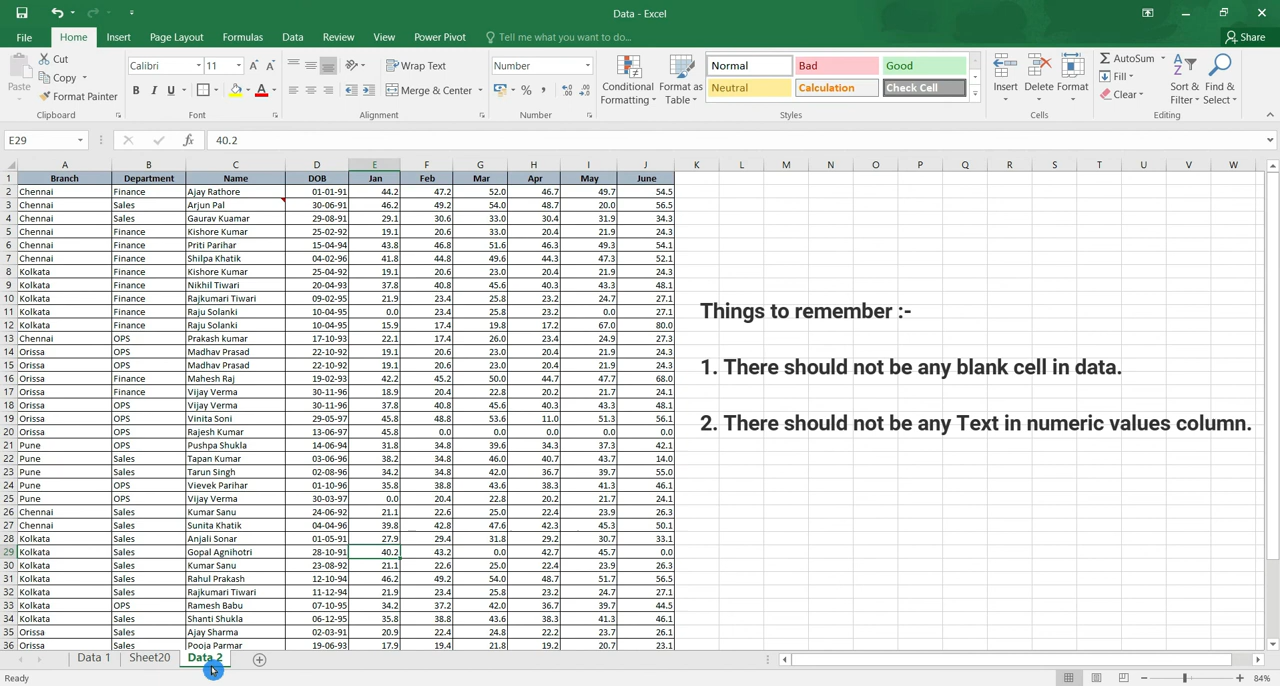 Data - Excel
File Home Insert Page Layout Formulas Data Review View Power Pivot Tell me what you want to do... Share
Paste Cut Copy Format Painter Clipboard
Calibri 11 A A B I U A Font
Wrap Text Merge & Center Alignment
Number % , Number
Conditional Formatting Format as Table Normal Bad Good Neutral Calculation Check Cell Styles
Insert Delete Format Cells
AutoSum Fill Clear Sort & Filter Find & Select Editing
E29 fx 40.2
A B C D E F G H I J K L M N O P Q R S T U V W
1 Branch Department Name DOB Jan Feb Mar Apr May June
2 Chennai Finance Ajay Rathore 01-01-91 44.2 47.2 52.0 46.7 49.7 54.5
3 Chennai Sales Arjun Pal 30-06-91 46.2 49.2 54.0 48.7 20.0 56.5
4 Chennai Sales Gaurav Kuamar 29-08-91 29.1 30.6 33.0 30.4 31.9 34.3
5 Chennai Finance Kishore Kumar 25-02-92 19.1 20.6 33.0 20.4 21.9 24.3
6 Chennai Finance Priti Parihar 15-04-94 43.8 46.8 51.6 46.3 49.3 54.1
7 Chennai Finance Shilpa Khatik 04-02-96 41.8 44.8 49.6 44.3 47.3 52.1
8 Kolkata Finance Kishore Kumar 25-04-92 19.1 20.6 23.0 20.4 21.9 24.3
9 Kolkata Finance Nikhil Tiwari 20-04-93 37.8 40.8 45.6 40.3 43.3 48.1
10 Kolkata Finance Rajkumari Tiwari 09-02-95 21.9 23.4 25.8 23.2 24.7 27.1
11 Kolkata Finance Raju Solanki 10-04-95 0.0 23.4 25.8 23.2 0.0 27.1
12 Kolkata Finance Raju Solanki 10-04-95 15.9 17.4 19.8 17.2 67.0 80.0
13 Chennai OPS Prakash kumar 17-10-93 22.1 17.4 26.0 23.4 24.9 27.3
14 Orissa OPS Madhav Prasad 22-10-92 19.1 20.6 23.0 20.4 21.9 24.3
15 Orissa OPS Madhav Prasad 22-10-92 19.1 20.6 23.0 20.4 21.9 24.3
16 Orissa Finance Mahesh Raj 19-02-93 42.2 45.2 50.0 44.7 47.7 68.0
17 Orissa Finance Vijay Verma 30-11-96 18.9 20.4 22.8 20.2 21.7 24.1
18 Orissa OPS Vijay Verma 30-11-96 37.8 40.8 45.6 40.3 43.3 48.1
19 Orissa OPS Vinita Soni 29-05-97 45.8 48.8 53.6 11.0 51.3 56.1
20 Orissa OPS Rajesh Kumar 13-06-97 45.8 0.0 0.0 0.0 0.0 0.0
21 Pune OPS Pushpa Shukla 14-06-94 31.8 34.8 39.6 34.3 37.3 42.1
22 Pune Sales Tapan Kumar 03-06-96 38.2 34.8 46.0 40.7 43.7 14.0
23 Pune Sales Tarun Singh 02-08-96 34.2 34.8 42.0 36.7 39.7 55.0
24 Pune OPS Vievek Parihar 01-10-96 35.8 38.8 43.6 38.3 41.3 46.1
25 Pune OPS Vijay Verma 30-03-97 0.0 20.4 22.8 20.2 21.7 24.1
26 Chennai Sales Kumar Sanu 24-06-92 21.1 22.6 25.0 22.4 23.9 26.3
27 Chennai Sales Sunita Khatik 04-04-96 39.8 42.8 47.6 42.3 45.3 50.1
28 Kolkata Sales Anjali Sonar 01-05-91 27.9 29.4 31.8 29.2 30.7 33.1
29 Kolkata Sales Gopal Agnihotri 28-10-91 40.2 43.2 0.0 42.7 45.7 0.0
30 Kolkata Sales Kumar Sanu 23-08-92 21.1 22.6 25.0 22.4 23.9 26.3
31 Kolkata Sales Rahul Prakash 12-10-94 46.2 49.2 54.0 48.7 51.7 56.5
32 Kolkata Sales Rajkumari Tiwari 11-12-94 21.9 23.4 25.8 23.2 24.7 27.1
33 Kolkata OPS Ramesh Babu 07-10-95 34.2 37.2 42.0 36.7 39.7 44.5
34 Kolkata Sales Shanti Shukla 06-12-95 35.8 38.8 43.6 38.3 41.3 46.1
35 Orissa Sales Ajay Sharma 02-03-91 20.9 22.4 24.8 22.2 23.7 26.1
36 Orissa Sales Pooja Parmar 19-06-93 17.9 19.4 21.8 19.2 20.7 23.1
Things to remember :-
1. There should not be any blank cell in data.
2. There should not be any Text in numeric values column.
Data 1 Sheet20 Data 2
Ready 84%